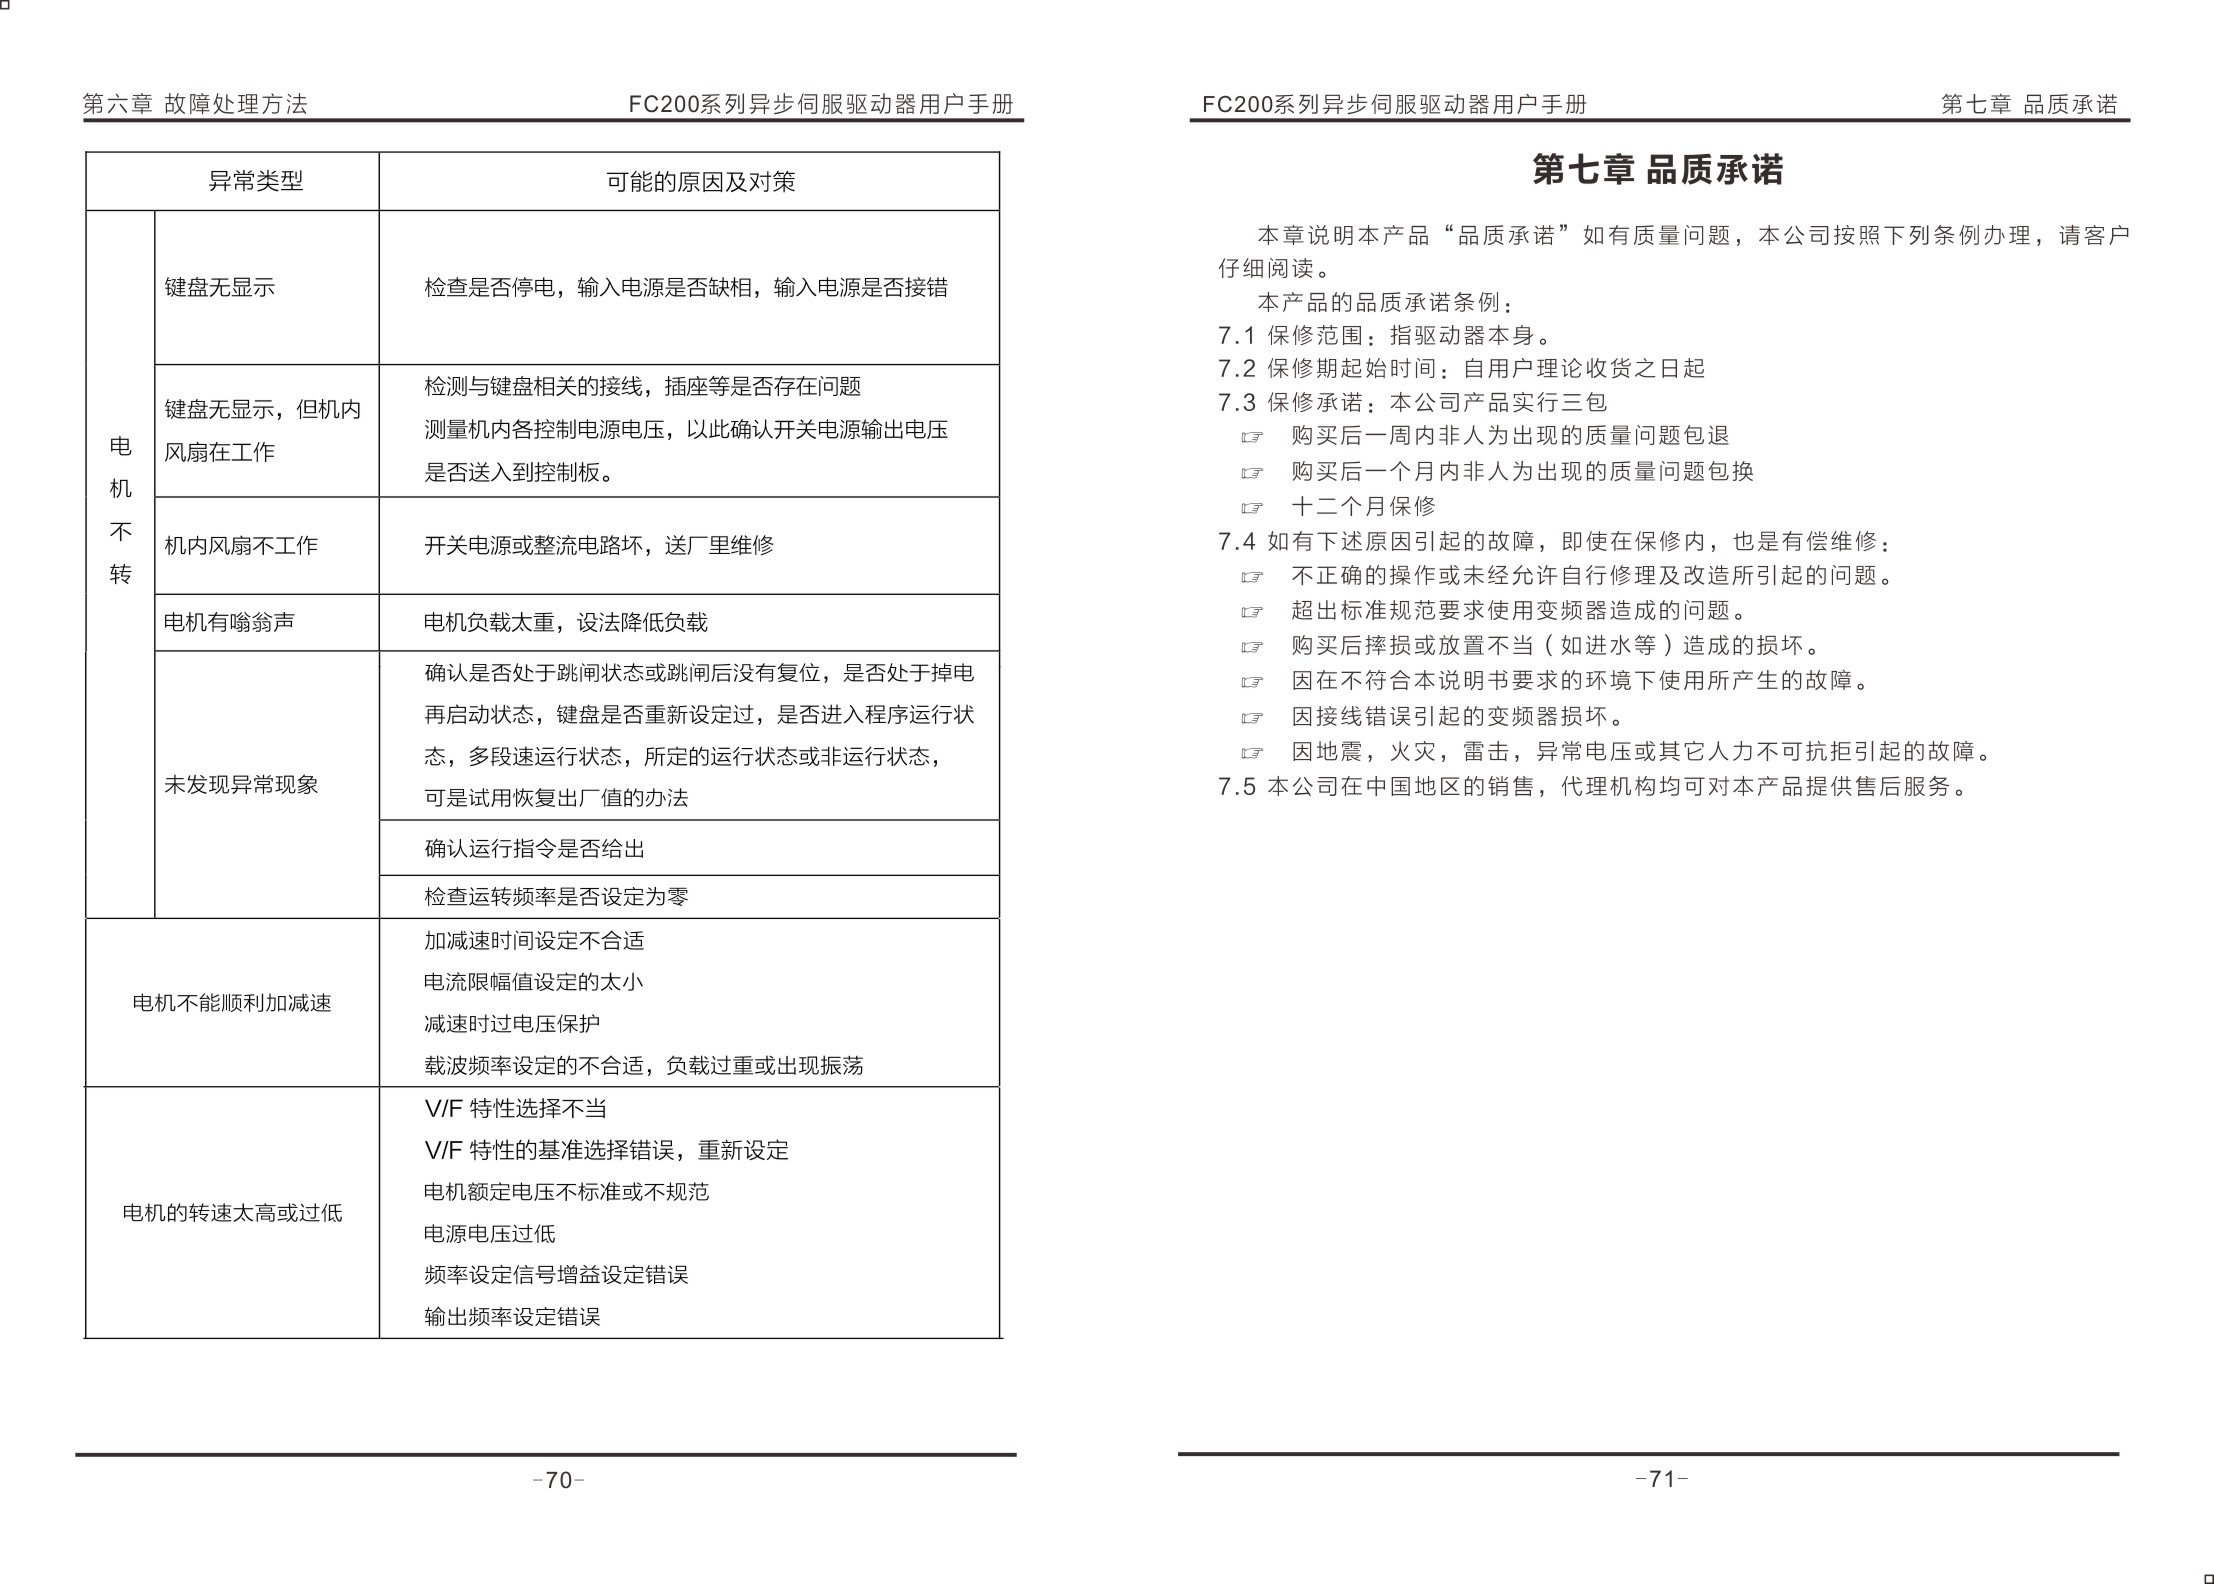 第六章 故障处理方法 FC200系列异步伺服驱动器用户手册
异常类型 可能的原因及对策
电
机
不
转
键盘无显示
检查是否停电，输入电源是否缺相，输入电源是否接错
键盘无显示，但机内
风扇在工作
检测与键盘相关的接线，插座等是否存在问题
测量机内各控制电源电压，以此确认开关电源输出电压
是否送入到控制板。
机内风扇不工作
开关电源或整流电路坏，送厂里维修
电机有嗡翁声
电机负载太重，设法降低负载
未发现异常现象
确认是否处于跳闸状态或跳闸后没有复位，是否处于掉电
再启动状态，键盘是否重新设定过，是否进入程序运行状
态，多段速运行状态，所定的运行状态或非运行状态，
可是试用恢复出厂值的办法
确认运行指令是否给出
检查运转频率是否设定为零
电机不能顺利加减速
加减速时间设定不合适
电流限幅值设定的太小
减速时过电压保护
载波频率设定的不合适，负载过重或出现振荡
电机的转速太高或过低
V/F 特性选择不当
V/F 特性的基准选择错误，重新设定
电机额定电压不标准或不规范
电源电压过低
频率设定信号增益设定错误
输出频率设定错误
-70-
FC200系列异步伺服驱动器用户手册 第七章 品质承诺
第七章 品质承诺
本章说明本产品“品质承诺”如有质量问题，本公司按照下列条例办理，请客户
仔细阅读。
本产品的品质承诺条例：
7.1 保修范围：指驱动器本身。
7.2 保修期起始时间：自用户理论收货之日起
7.3 保修承诺：本公司产品实行三包
☞ 购买后一周内非人为出现的质量问题包退
☞ 购买后一个月内非人为出现的质量问题包换
☞ 十二个月保修
7.4 如有下述原因引起的故障，即使在保修内，也是有偿维修：
☞ 不正确的操作或未经允许自行修理及改造所引起的问题。
☞ 超出标准规范要求使用变频器造成的问题。
☞ 购买后摔损或放置不当（如进水等）造成的损坏。
☞ 因在不符合本说明书要求的环境下使用所产生的故障。
☞ 因接线错误引起的变频器损坏。
☞ 因地震，火灾，雷击，异常电压或其它人力不可抗拒引起的故障。
7.5 本公司在中国地区的销售，代理机构均可对本产品提供售后服务。
-71-